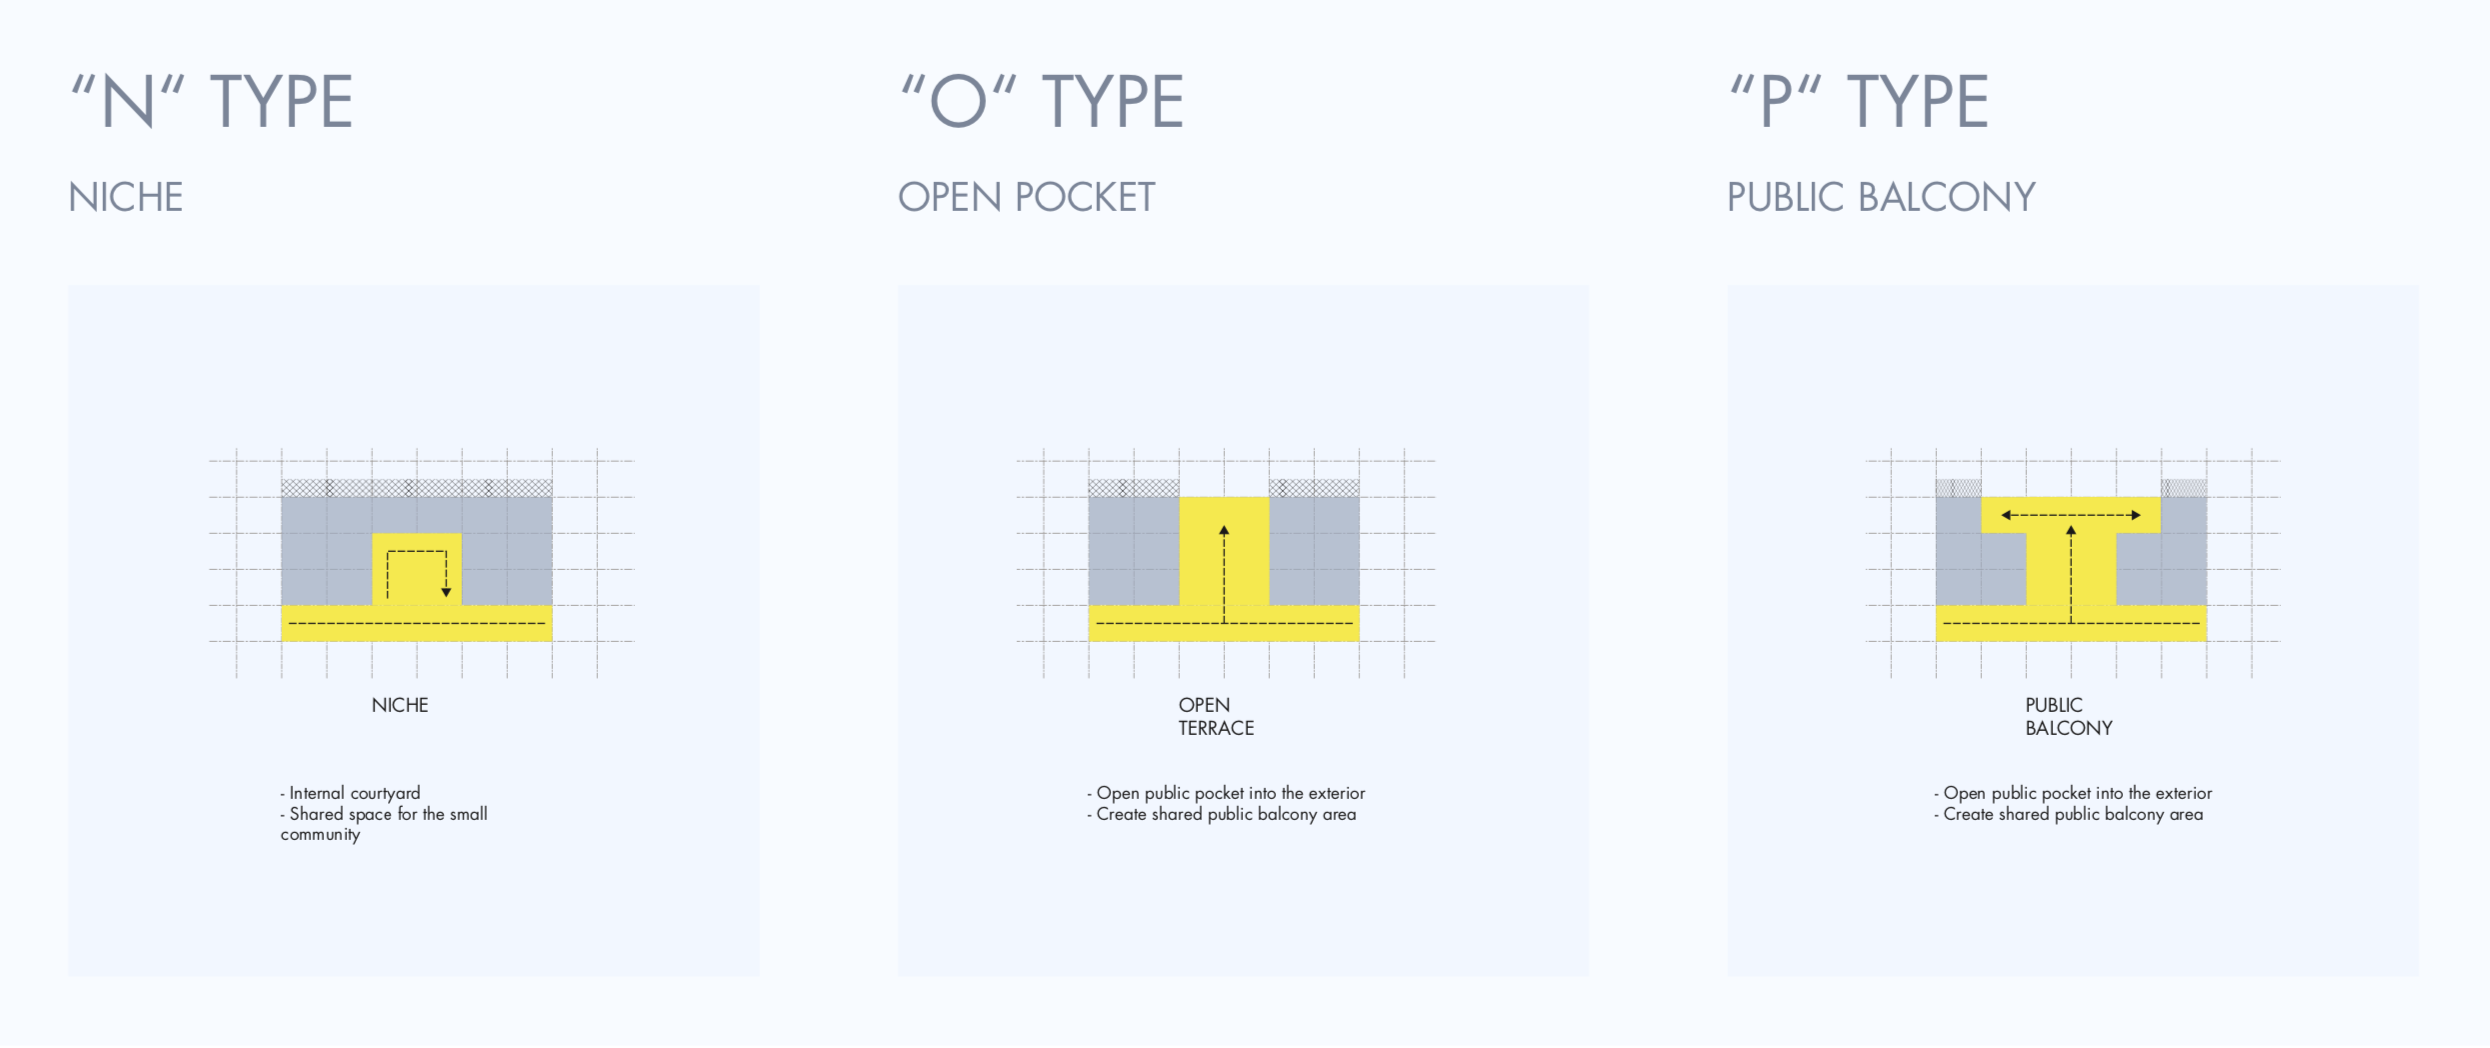 “N“ TYPE
NICHE
NICHE
- Internal courtyard
- Shared space for the small
community
“O“ TYPE
OPEN POCKET
OPEN
TERRACE
- Open public pocket into the exterior
- Create shared public balcony area
“P“ TYPE
PUBLIC BALCONY
PUBLIC
BALCONY
- Open public pocket into the exterior
- Create shared public balcony area